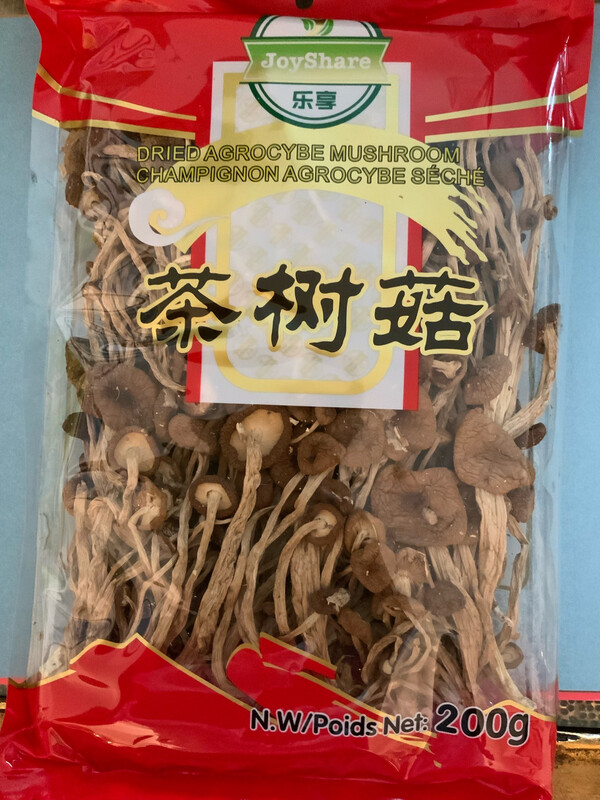 JoyShare
乐享
DRIED AGROCYBE MUSHROOM
CHAMPIGNON AGROCYBE SÉCHÉ
茶树菇
N.W/Poids Net: 200g